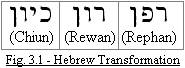 כיון רון רפן
(Chiun) (Rewan) (Rephan)
Fig. 3.1 - Hebrew Transformation